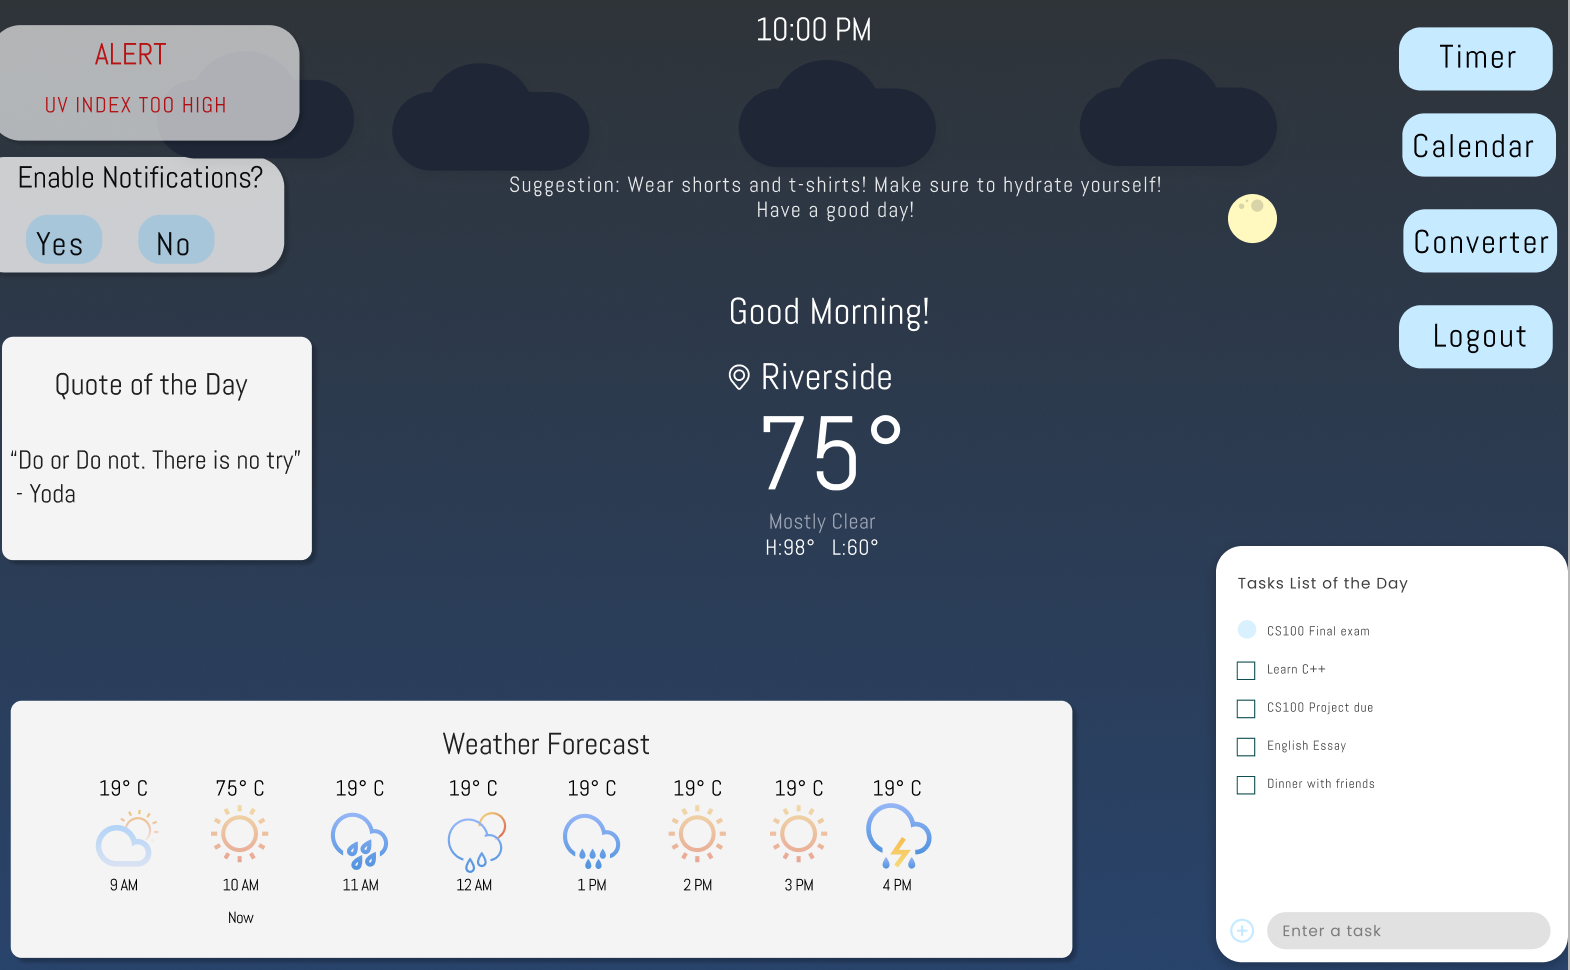 10:00 PM
ALERT
UV INDEX TOO HIGH
Enable Notifications?
Yes
No
Suggestion: Wear shorts and t-shirts! Make sure to hydrate yourself!
Have a good day!
Timer
Calendar
Converter
Logout
Good Morning!
Riverside
75°
Mostly Clear
H:98° L:60°
Quote of the Day
“Do or Do not. There is no try”
- Yoda
Weather Forecast
19° C 75° C 19° C 19° C 19° C 19° C 19° C 19° C
9 AM 10 AM 11 AM 12 AM 1 PM 2 PM 3 PM 4 PM
Now
Tasks List of the Day
CS100 Final exam
Learn C++
CS100 Project due
English Essay
Dinner with friends
Enter a task